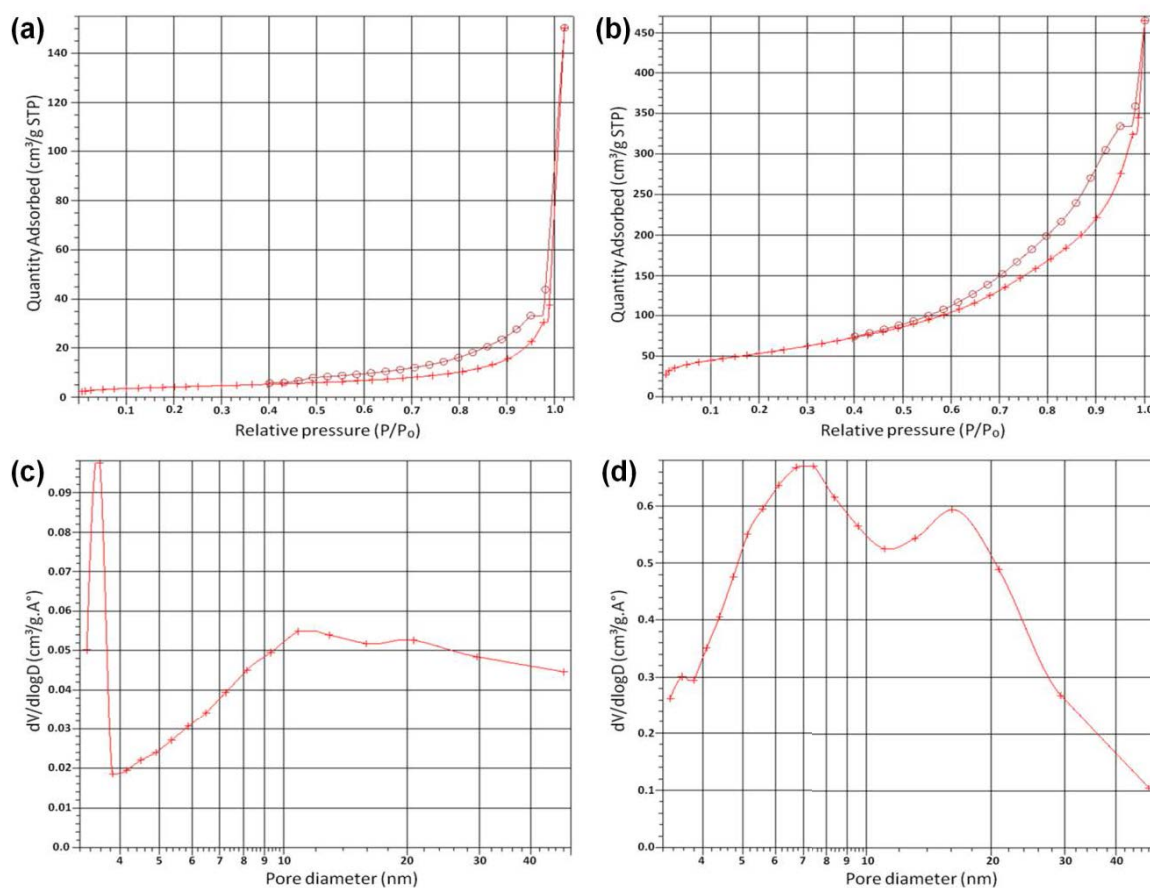 (a)
Quantity Adsorbed (cm³/g STP)
140
120
100
80
60
40
20
0
0.1 0.2 0.3 0.4 0.5 0.6 0.7 0.8 0.9 1.0
Relative pressure (P/P₀)
(b)
Quantity Adsorbed (cm³/g STP)
450
400
350
300
250
200
150
100
50
0
0.1 0.2 0.3 0.4 0.5 0.6 0.7 0.8 0.9 1.0
Relative pressure (P/P₀)
(c)
dV/dlogD (cm³/g.A°)
0.09
0.08
0.07
0.06
0.05
0.04
0.03
0.02
0.01
0.0
4 5 6 7 8 9 10 20 30 40
Pore diameter (nm)
(d)
dV/dlogD (cm³/g.A°)
0.6
0.5
0.4
0.3
0.2
0.1
0.0
4 5 6 7 8 9 10 20 30 40
Pore diameter (nm)